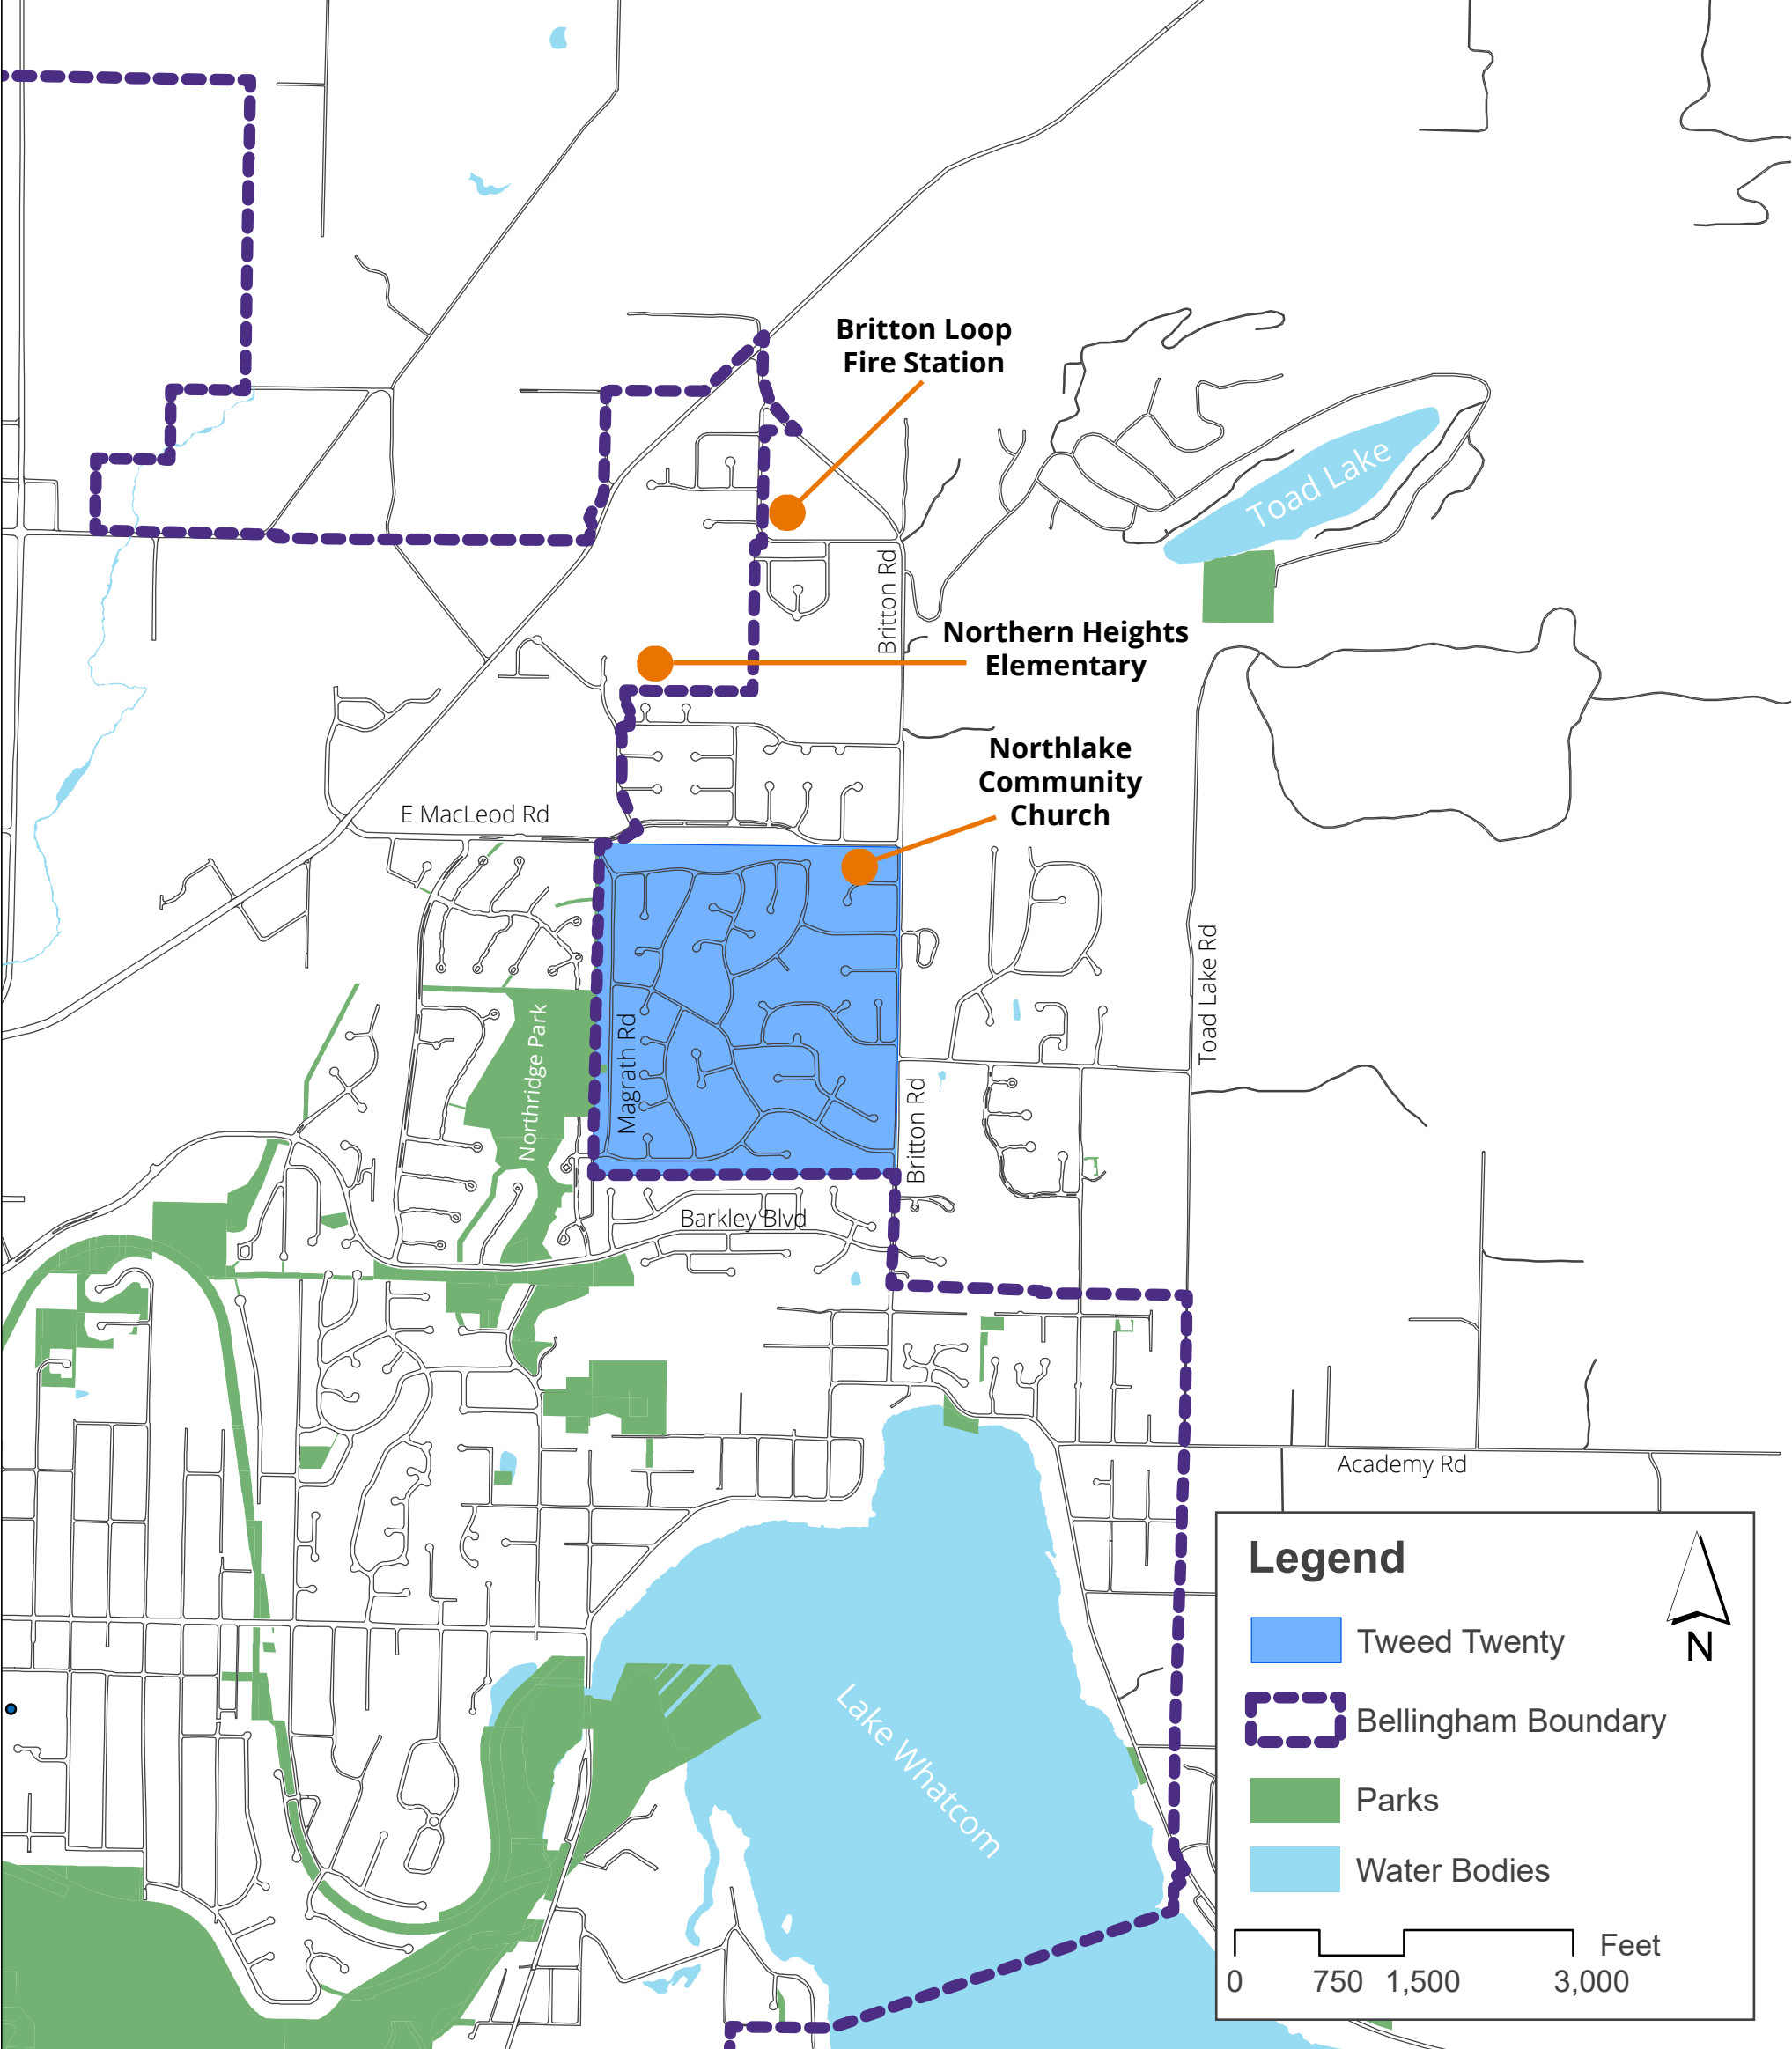 Britton Loop
Fire Station
Toad Lake
Britton Rd
Northern Heights
Elementary
Northlake
Community
Church
E MacLeod Rd
Toad Lake Rd
Northridge Park
Magrath Rd
Britton Rd
Barkley Blvd
Academy Rd
Lake Whatcom
Legend
N
Tweed Twenty
Bellingham Boundary
Parks
Water Bodies
Feet
0 750 1,500 3,000